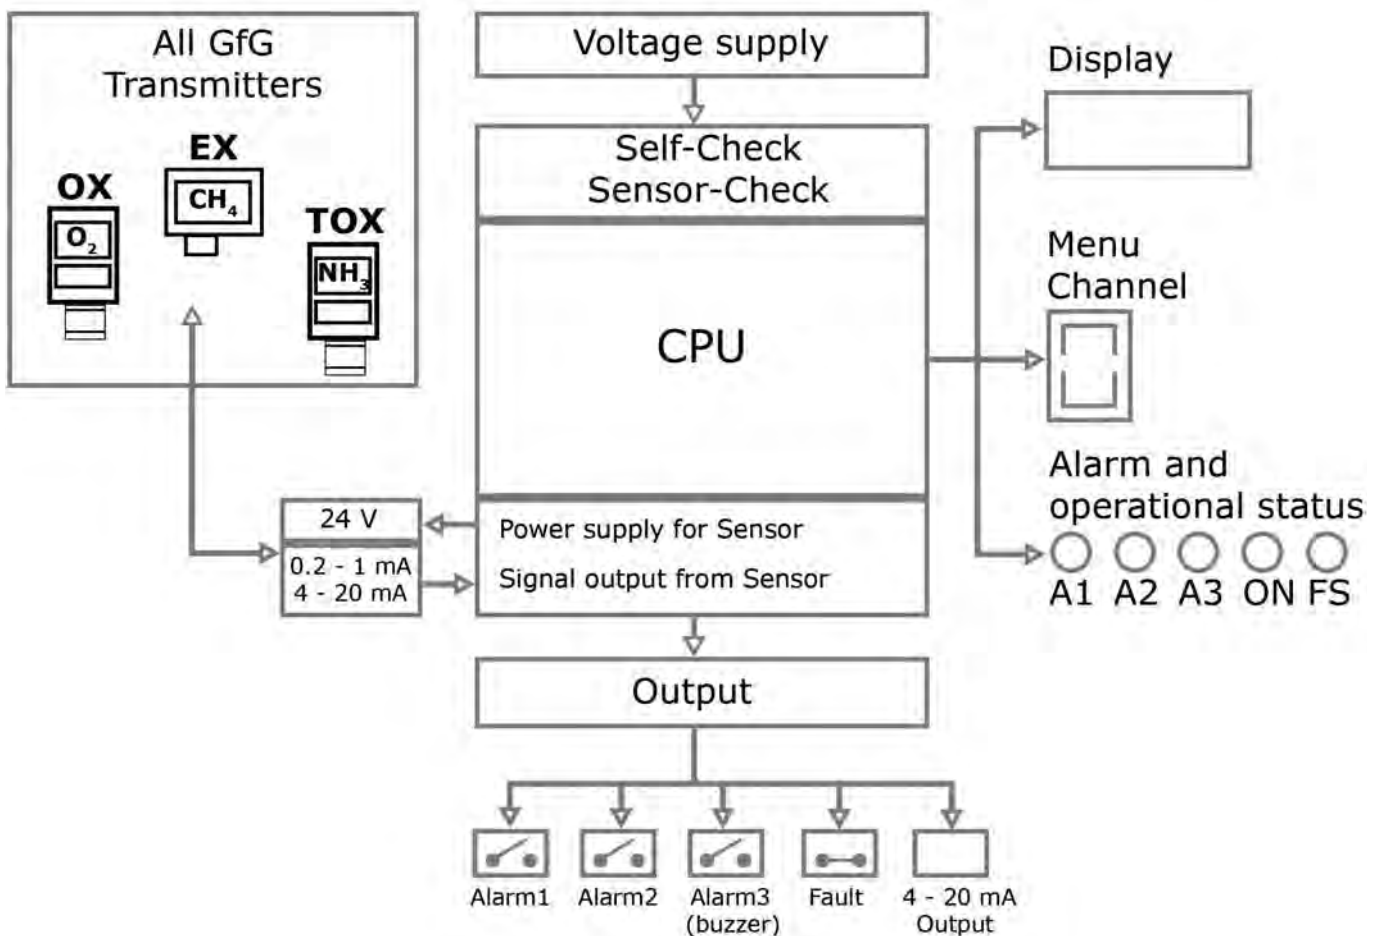 All GfG
Transmitters
EX
CH4
OX
O2
TOX
NH3
Voltage supply
Self-Check
Sensor-Check
CPU
24 V
0.2 - 1 mA
4 - 20 mA
Power supply for Sensor
Signal output from Sensor
Display
Menu
Channel
Alarm and
operational status
A1 A2 A3 ON FS
Output
Alarm1
Alarm2
Alarm3
(buzzer)
Fault
4 - 20 mA
Output